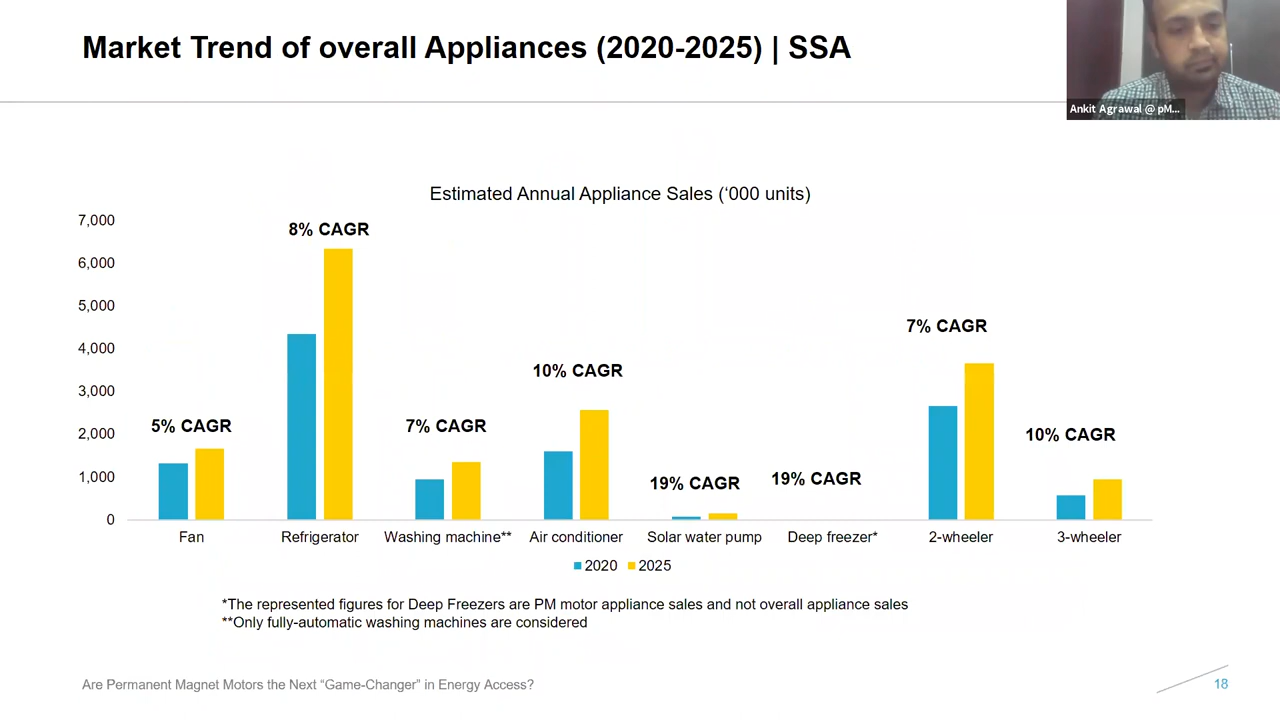 Market Trend of overall Appliances (2020-2025) | SSA
Ankit Agrawal @ pM...
Estimated Annual Appliance Sales (‘000 units)
7,000
6,000
5,000
4,000
3,000
2,000
1,000
0
5% CAGR
8% CAGR
7% CAGR
10% CAGR
19% CAGR
19% CAGR
7% CAGR
10% CAGR
Fan
Refrigerator
Washing machine**
Air conditioner
Solar water pump
Deep freezer*
2-wheeler
3-wheeler
2020
2025
*The represented figures for Deep Freezers are PM motor appliance sales and not overall appliance sales
**Only fully-automatic washing machines are considered
Are Permanent Magnet Motors the Next “Game-Changer” in Energy Access?
18